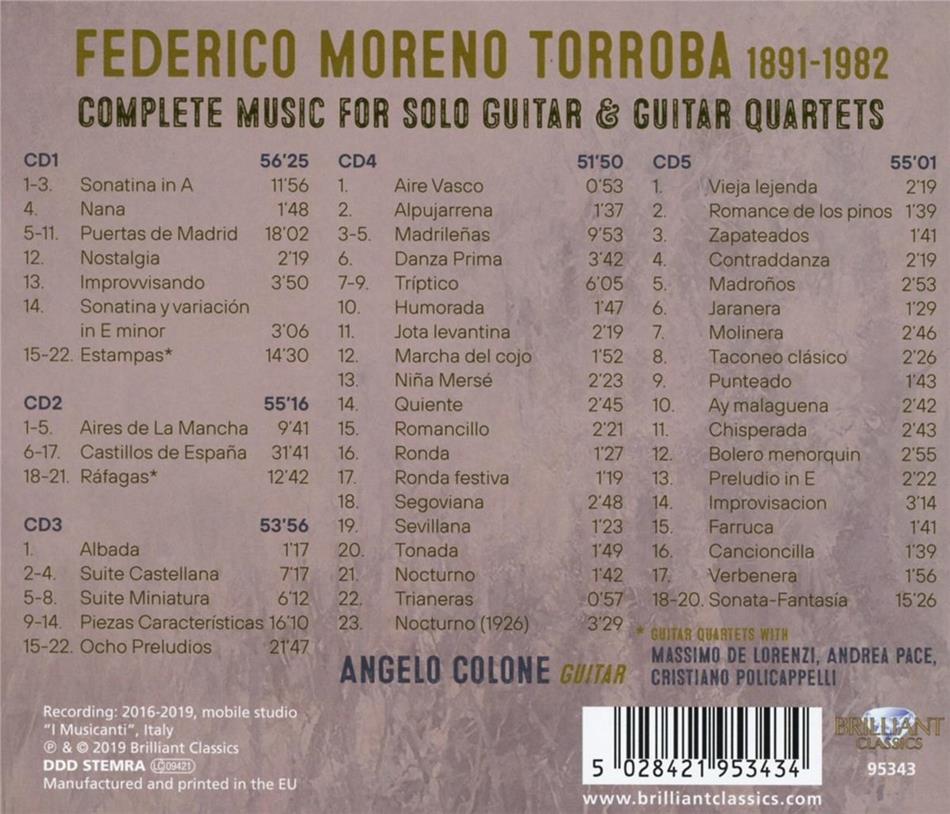 FEDERICO MORENO TORROBA 1891-1982
COMPLETE MUSIC FOR SOLO GUITAR & GUITAR QUARTETS
CD1 56'25
1-3. Sonatina in A 11'56
4. Nana 1'48
5-11. Puertas de Madrid 18'02
12. Nostalgia 2'19
13. Improvvisando 3'50
14. Sonatina y variación
in E minor 3'06
15-22. Estampas* 14'30
CD2 55'16
1-5. Aires de La Mancha 9'41
6-17. Castillos de España 31'41
18-21. Ráfagas* 12'42
CD3 53'56
1. Albada 1'17
2-4. Suite Castellana 7'17
5-8. Suite Miniatura 6'12
9-14. Piezas Características 16'10
15-22. Ocho Preludios 21'47
CD4 51'50
1. Aire Vasco 0'53
2. Alpujarrena 1'37
3-5. Madrileñas 9'53
6. Danza Prima 3'42
7-9. Tríptico 6'05
10. Humorada 1'47
11. Jota levantina 2'19
12. Marcha del cojo 1'52
13. Niña Mersé 2'23
14. Quiente 2'45
15. Romancillo 2'21
16. Ronda 1'27
17. Ronda festiva 1'19
18. Segoviana 2'48
19. Sevillana 1'23
20. Tonada 1'49
21. Nocturno 1'42
22. Trianeras 0'57
23. Nocturno (1926) 3'29
CD5 55'01
1. Vieja lejenda 2'19
2. Romance de los pinos 1'39
3. Zapateados 1'41
4. Contraddanza 2'19
5. Madroños 2'53
6. Jaranera 1'29
7. Molinera 2'46
8. Taconeo clásico 2'26
9. Punteado 1'43
10. Ay malaguena 2'42
11. Chisperada 2'43
12. Bolero menorquin 2'55
13. Preludio in E 2'22
14. Improvisacion 3'14
15. Farruca 1'41
16. Cancioncilla 1'39
17. Verbenera 1'56
18-20. Sonata-Fantasía 15'26
* GUITAR QUARTETS WITH
MASSIMO DE LORENZI, ANDREA PACE,
CRISTIANO POLICAPPELLI
ANGELO COLONE GUITAR
Recording: 2016-2019, mobile studio
"I Musicanti", Italy
℗ & © 2019 Brilliant Classics
DDD STEMRA LC 09421
Manufactured and printed in the EU
5 028421 953434
www.brilliantclassics.com
BRILLIANT
CLASSICS
95343